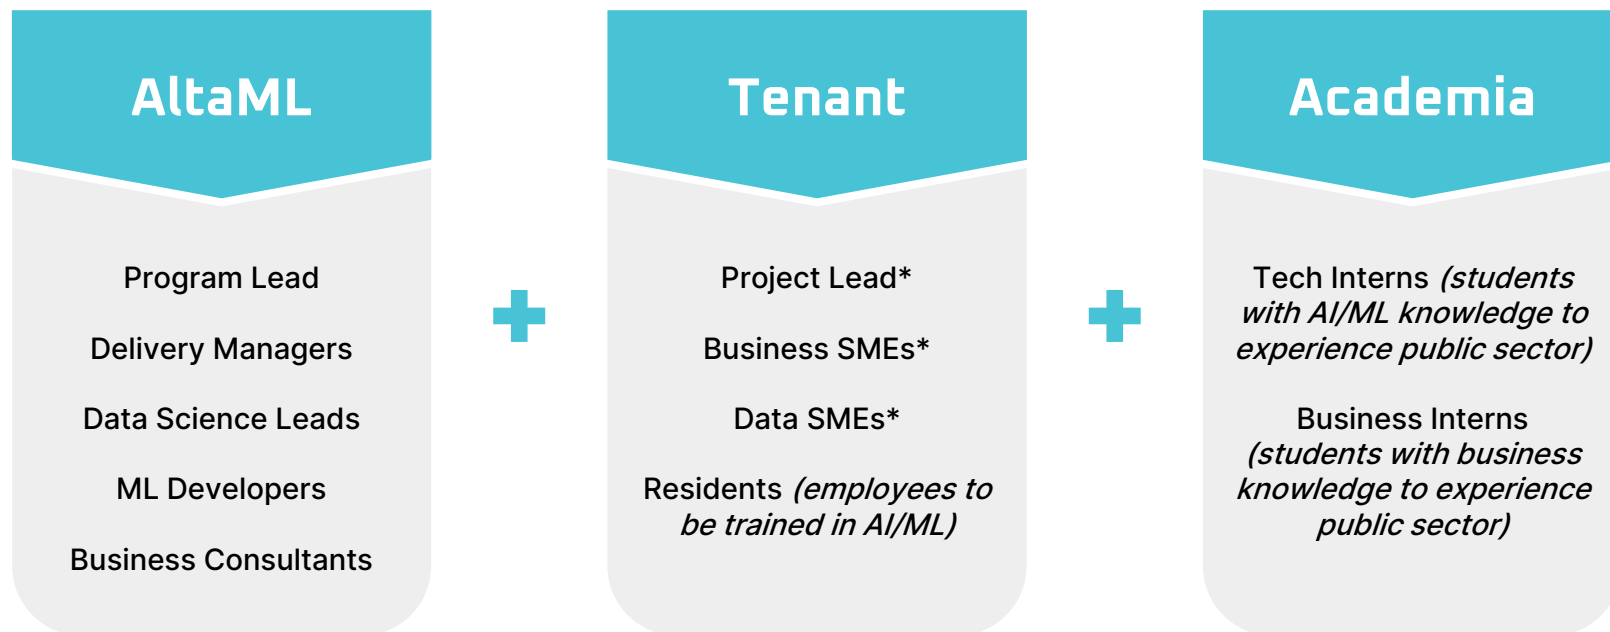 AltaML
Program Lead
Delivery Managers
Data Science Leads
ML Developers
Business Consultants
Tenant
Project Lead*
Business SMEs*
Data SMEs*
Residents (employees to
be trained in AI/ML)
Academia
Tech Interns (students
with AI/ML knowledge to
experience public sector)
Business Interns
(students with business
knowledge to experience
public sector)